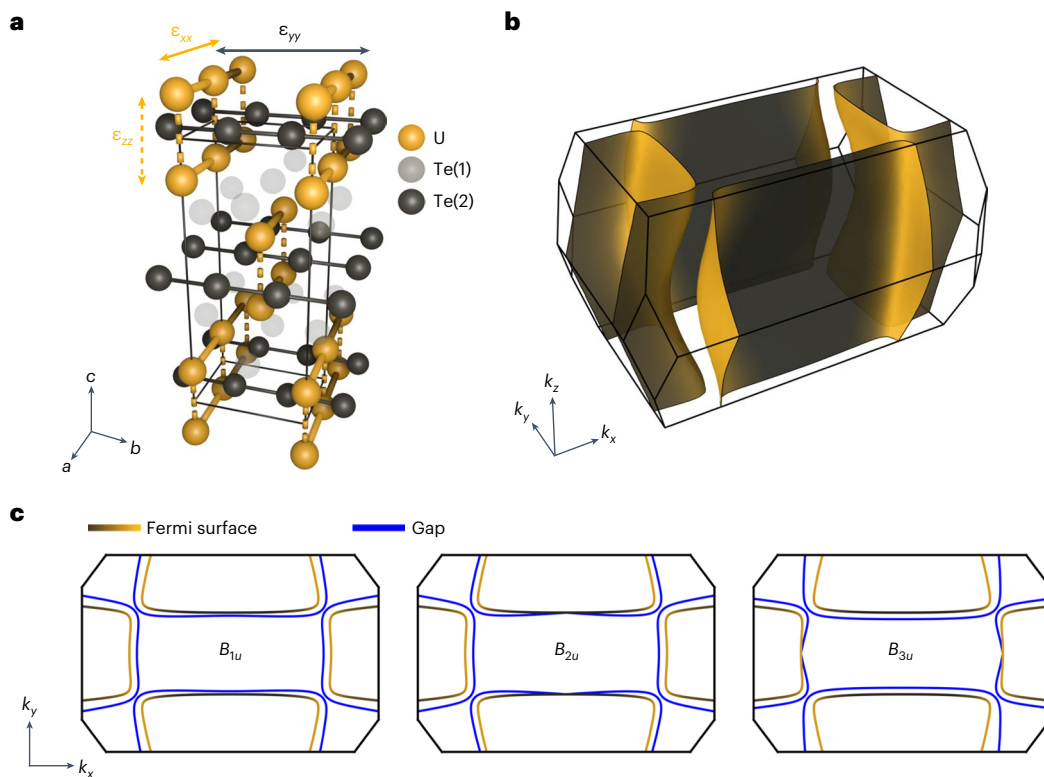 a
ε_xx
ε_yy
ε_zz
U
Te(1)
Te(2)
c
b
a
b
k_z
k_y
k_x
c
Fermi surface
Gap
B_1u
B_2u
B_3u
k_y
k_x